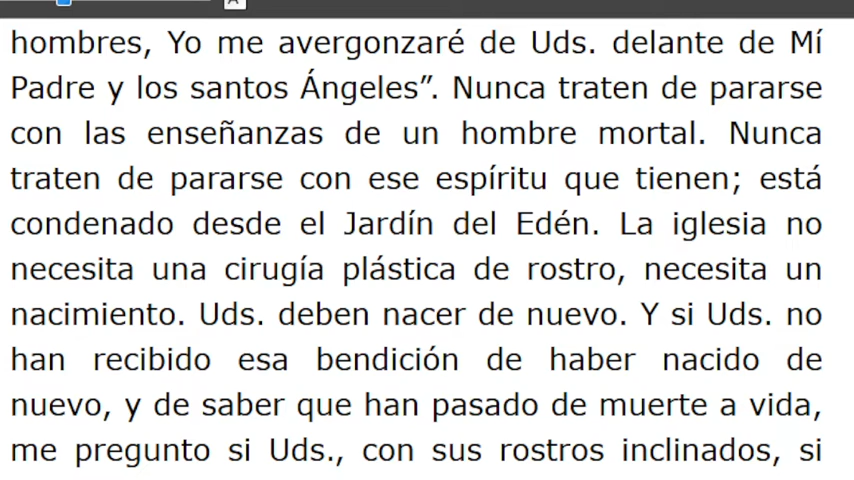 hombres, Yo me avergonzaré de Uds. delante de Mí
Padre y los santos Ángeles”. Nunca traten de pararse
con las enseñanzas de un hombre mortal. Nunca
traten de pararse con ese espíritu que tienen; está
condenado desde el Jardín del Edén. La iglesia no
necesita una cirugía plástica de rostro, necesita un
nacimiento. Uds. deben nacer de nuevo. Y si Uds. no
han recibido esa bendición de haber nacido de
nuevo, y de saber que han pasado de muerte a vida,
me pregunto si Uds., con sus rostros inclinados, si